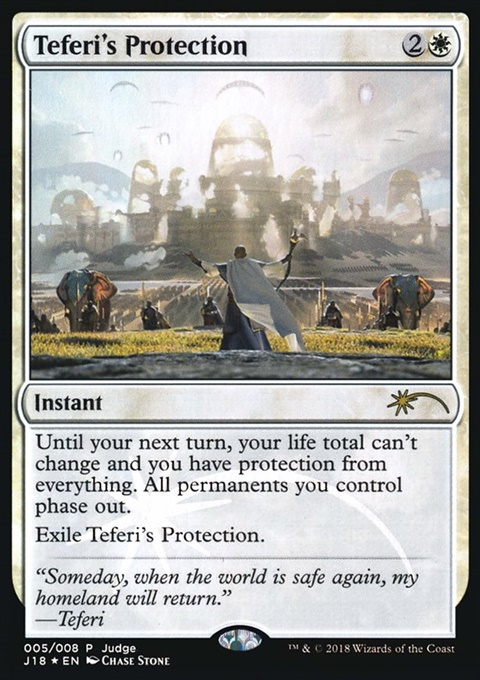 Teferi's Protection 2
Instant
Until your next turn, your life total can't
change and you have protection from
everything. All permanents you control
phase out.
Exile Teferi's Protection.
“Someday, when the world is safe again, my
homeland will return.”
—Teferi
005/008 P Judge
J18 ★ EN Chase Stone
™ & © 2018 Wizards of the Coast